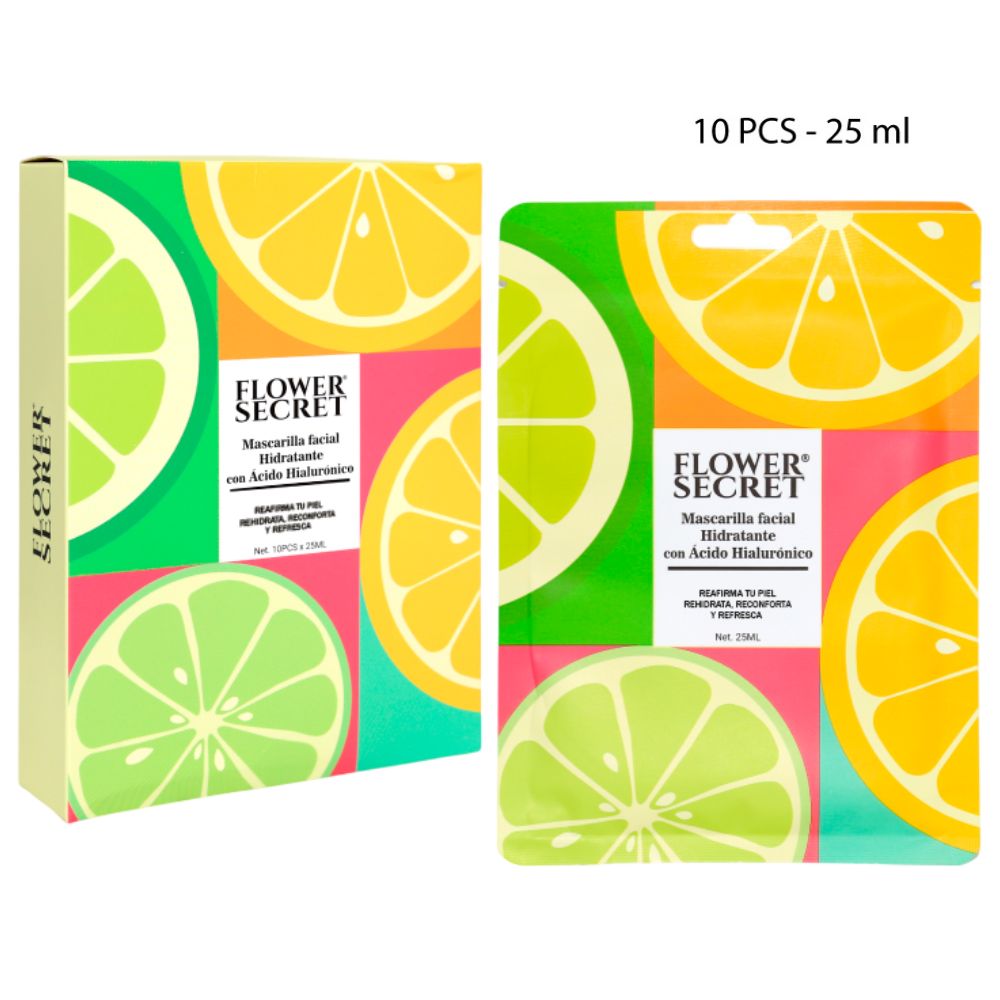 10 PCS - 25 ml
FLOWER
SECRET
FLOWER®
SECRET
Mascarilla facial
Hidratante
con Ácido Hialurónico
REAFIRMA TU PIEL
REHIDRATA, RECONFORTA
Y REFRESCA
Net. 10PCS x 25ML
FLOWER®
SECRET
Mascarilla facial
Hidratante
con Ácido Hialurónico
REAFIRMA TU PIEL
REHIDRATA, RECONFORTA
Y REFRESCA
Net. 25ML